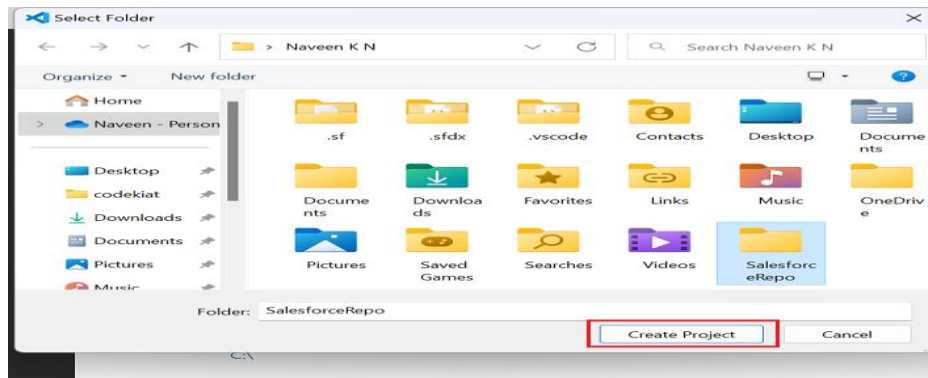 Select Folder
Naveen K N
Search Naveen K N
Organize
New folder
Home
Naveen - Person
Desktop
codekiat
Downloads
Documents
Pictures
Music
.sf
.sfdx
.vscode
Contacts
Desktop
Docume
nts
Docume
nts
Downloa
ds
Favorites
Links
Music
OneDriv
e
Pictures
Saved
Games
Searches
Videos
Salesforc
eRepo
Folder: SalesforceRepo
Create Project
Cancel
C:\